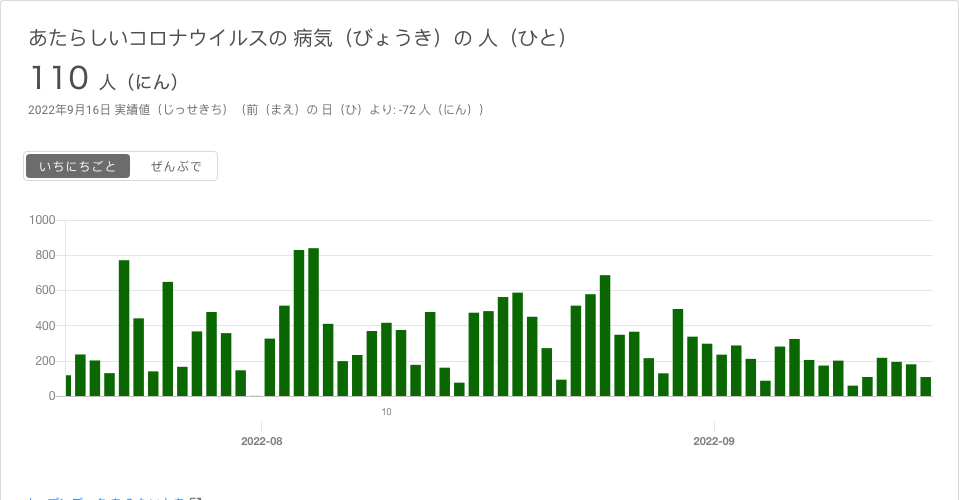 あたらしいコロナウイルスの 病気（びょうき）の 人（ひと）
110 人（にん）
2022年9月16日 実績値（じっせきち）（前（まえ）の 日（ひ）より: -72 人（にん））
いちにちごと ぜんぶで
1000
800
600
400
200
0
10
2022-08 2022-09